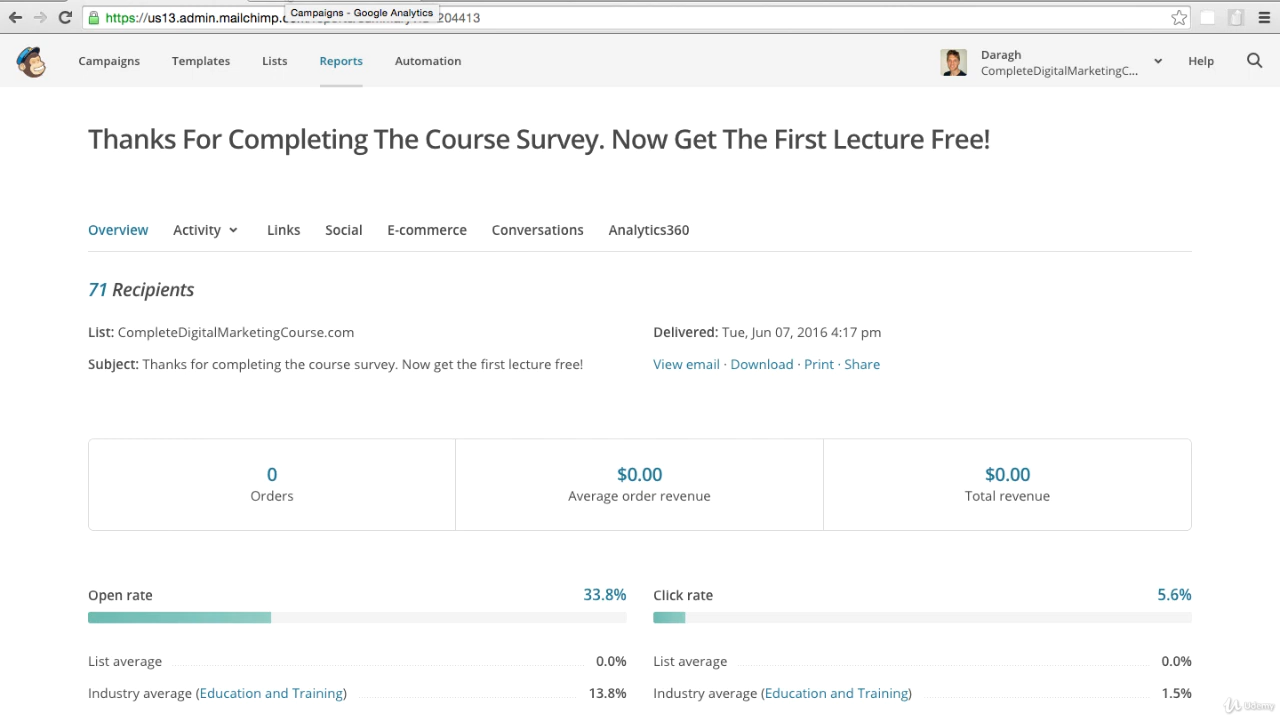 Campaigns - Google Analytics
https://us13.admin.mailchimp.c
204413
Campaigns Templates Lists Reports Automation
Daragh
CompleteDigitalMarketingC...
Help
Thanks For Completing The Course Survey. Now Get The First Lecture Free!
Overview Activity Links Social E-commerce Conversations Analytics360
71 Recipients
List: CompleteDigitalMarketingCourse.com
Delivered: Tue, Jun 07, 2016 4:17 pm
Subject: Thanks for completing the course survey. Now get the first lecture free!
View email · Download · Print · Share
0
Orders
$0.00
Average order revenue
$0.00
Total revenue
Open rate 33.8%
Click rate 5.6%
List average 0.0%
List average 0.0%
Industry average (Education and Training) 13.8%
Industry average (Education and Training) 1.5%
Udemy